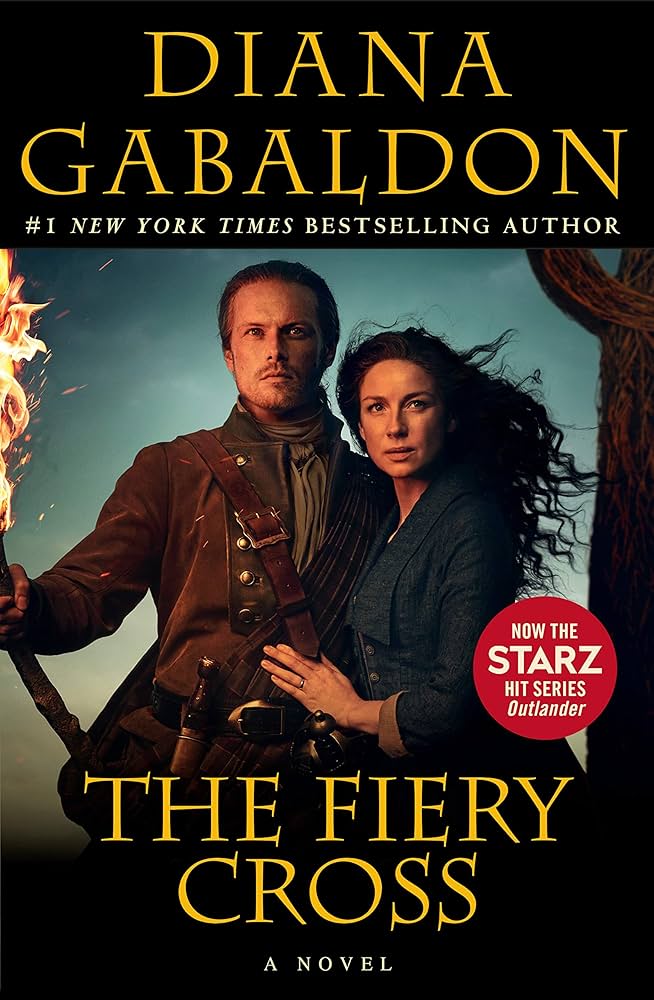 DIANA
GABALDON
#1 NEW YORK TIMES BESTSELLING AUTHOR
NOW THE
STARZ
HIT SERIES
Outlander
THE FIERY
CROSS
A NOVEL